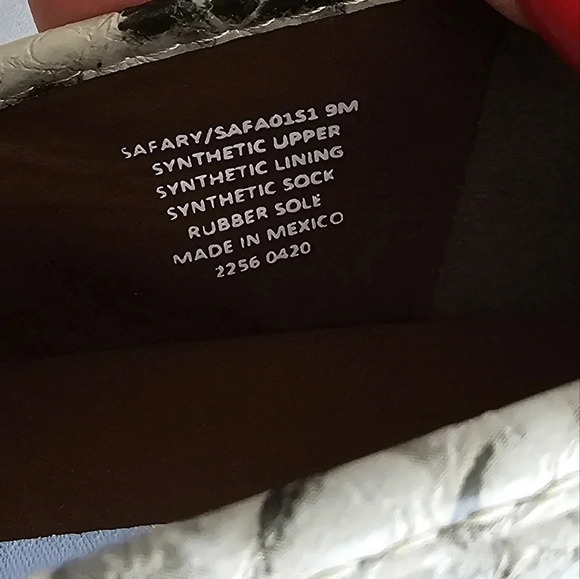 SAFARY/SAFA01S1 9M
SYNTHETIC UPPER
SYNTHETIC LINING
SYNTHETIC SOCK
RUBBER SOLE
MADE IN MEXICO
2256 0420